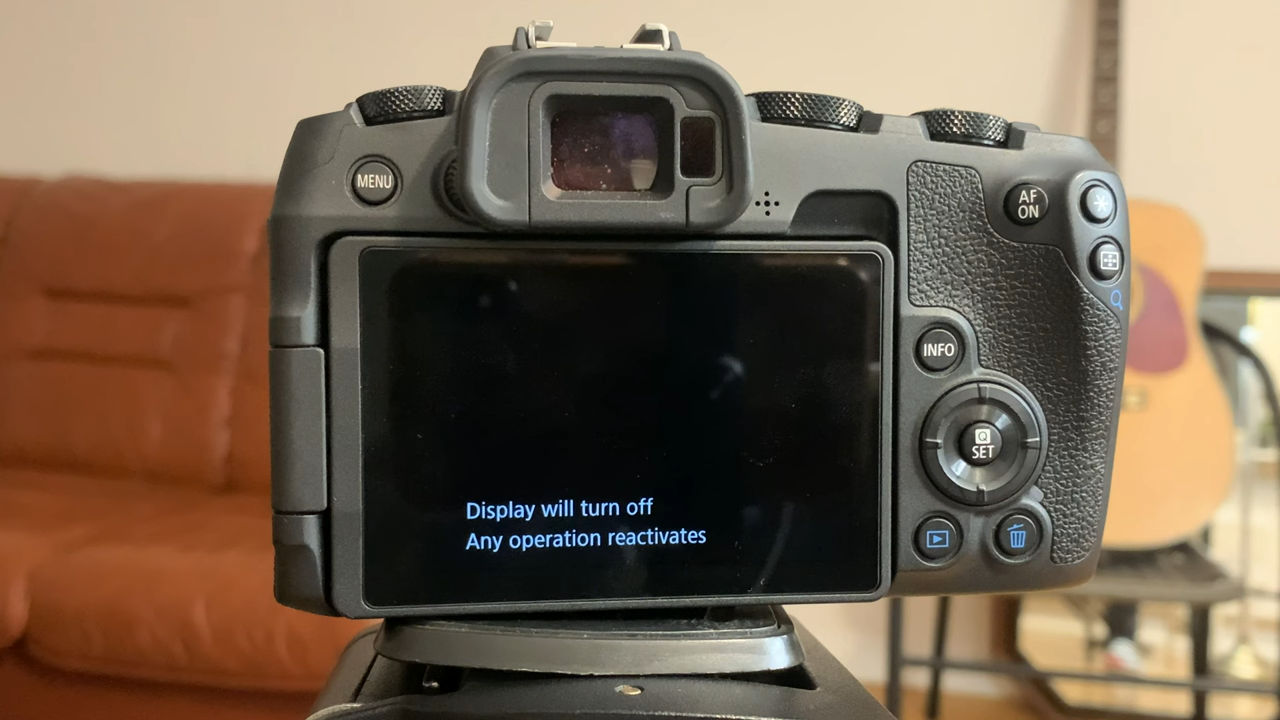 MENU
AF
ON
INFO
Q
SET
Display will turn off
Any operation reactivates